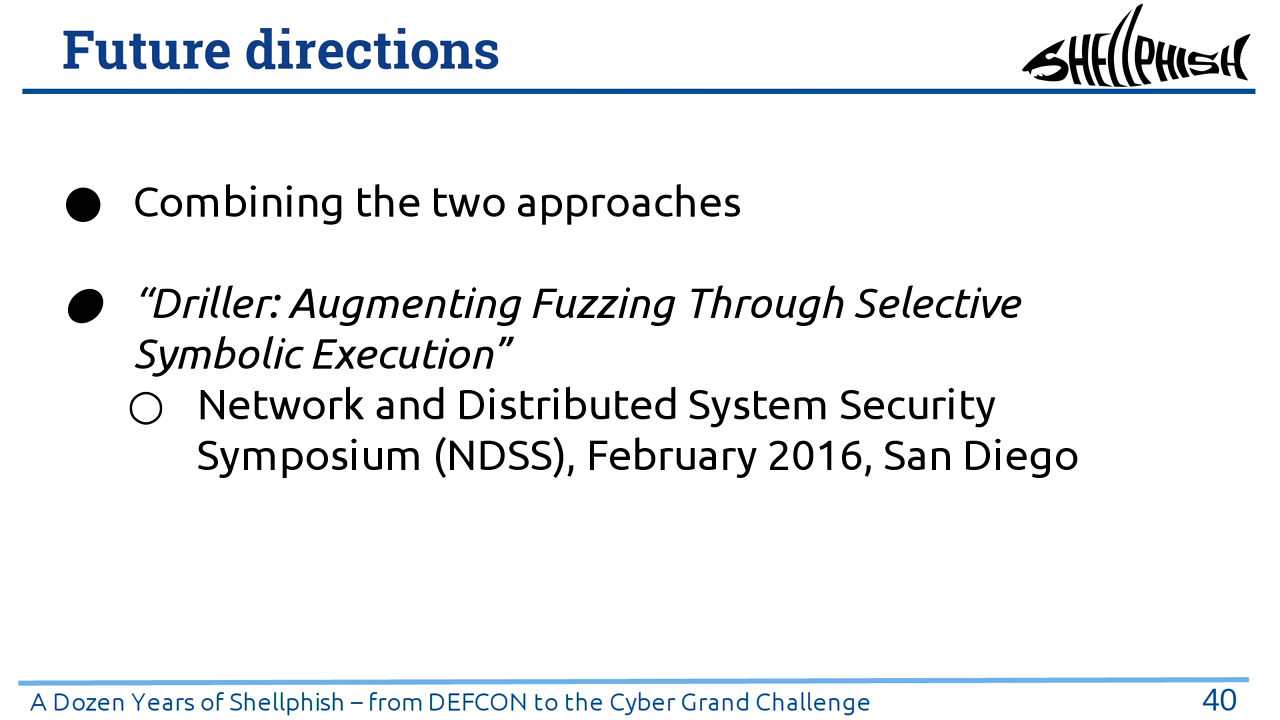 Future directions
SHELLPHISH
● Combining the two approaches
● “Driller: Augmenting Fuzzing Through Selective
Symbolic Execution”
○ Network and Distributed System Security
Symposium (NDSS), February 2016, San Diego
A Dozen Years of Shellphish – from DEFCON to the Cyber Grand Challenge
40